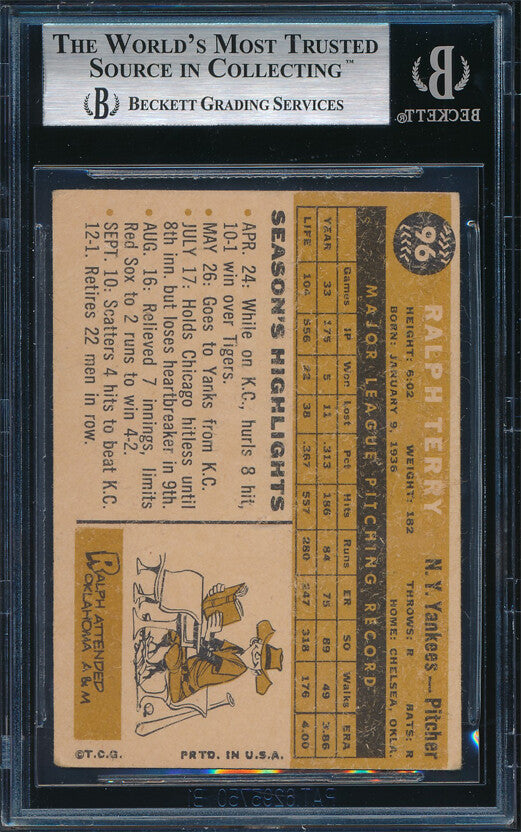 THE WORLD'S MOST TRUSTED
SOURCE IN COLLECTING™
BECKETT GRADING SERVICES
B
BECKETT®
96
RALPH TERRY
N.Y. Yankees — Pitcher
HEIGHT: 6:02 WEIGHT: 182 THROWS: R BATS: R
BORN: JANUARY 9, 1936 HOME: CHELSEA, OKLA.
MAJOR LEAGUE PITCHING RECORD
Games IP Won Lost Pct Hits Runs ER SO Walks ERA
YEAR 33 175 5 11 .313 186 84 75 89 49 3.86
LIFE 104 556 22 38 .367 557 280 247 318 176 4.00
SEASON'S HIGHLIGHTS
• APR. 24: While on K.C., hurls 8 hit,
10-1 win over Tigers.
• MAY 26: Goes to Yanks from K.C.
• JULY 17: Holds Chicago hitless until
8th inn. but loses heartbreaker in 9th.
• AUG. 16: Relieved 7 innings, limits
Red Sox to 2 runs to win 4-2.
• SEPT. 10: Scatters 4 hits to beat K.C.
12-1. Retires 22 men in row.
RALPH ATTENDED
OKLAHOMA A & M
©T.C.G. PRTD. IN U.S.A.